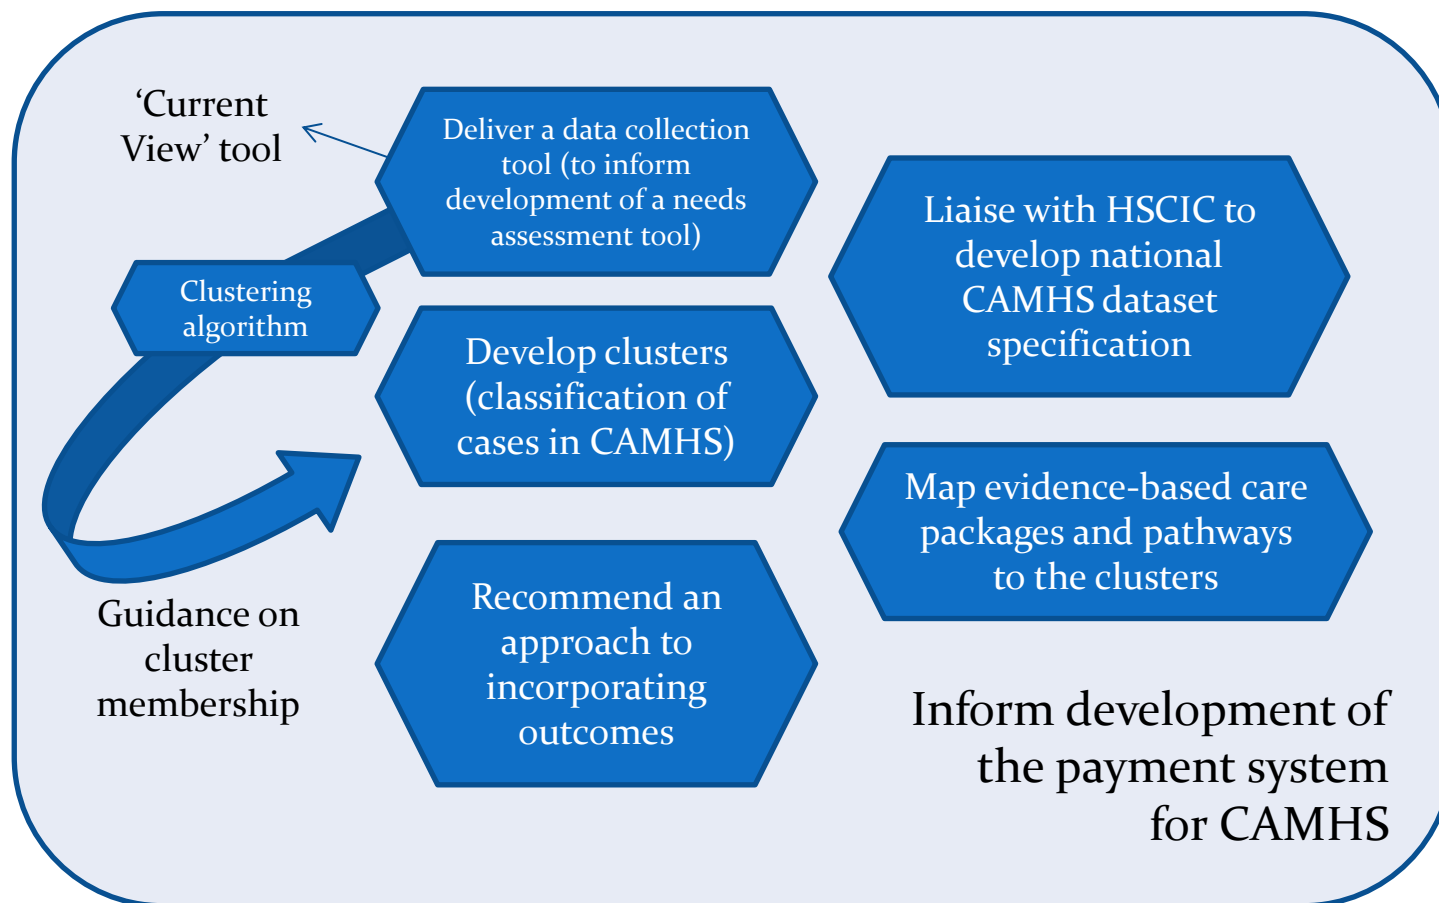 ‘Current
View’ tool
Deliver a data collection
tool (to inform
development of a needs
assessment tool)
Clustering
algorithm
Develop clusters
(classification of
cases in CAMHS)
Guidance on
cluster
membership
Recommend an
approach to
incorporating
outcomes
Liaise with HSCIC to
develop national
CAMHS dataset
specification
Map evidence-based care
packages and pathways
to the clusters
Inform development of
the payment system
for CAMHS